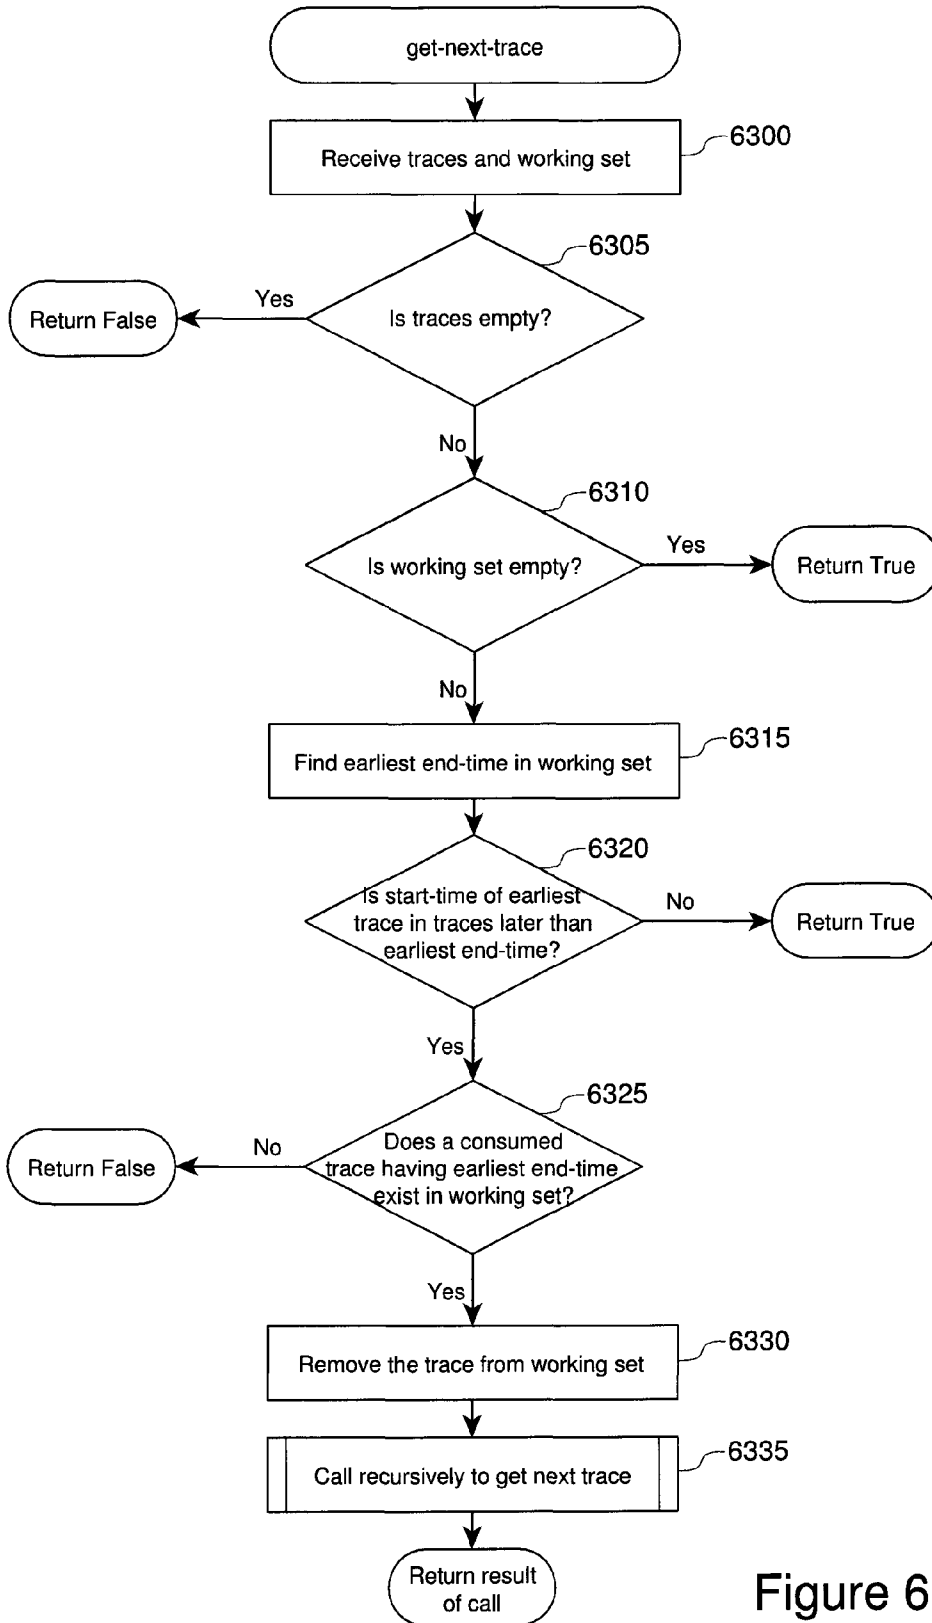 get-next-trace
Receive traces and working set
6300
6305
Is traces empty?
Yes
Return False
No
6310
Is working set empty?
Yes
Return True
No
Find earliest end-time in working set
6315
6320
Is start-time of earliest
trace in traces later than
earliest end-time?
No
Return True
Yes
6325
Does a consumed
trace having earliest end-time
exist in working set?
No
Return False
Yes
Remove the trace from working set
6330
Call recursively to get next trace
6335
Return result
of call
Figure 6